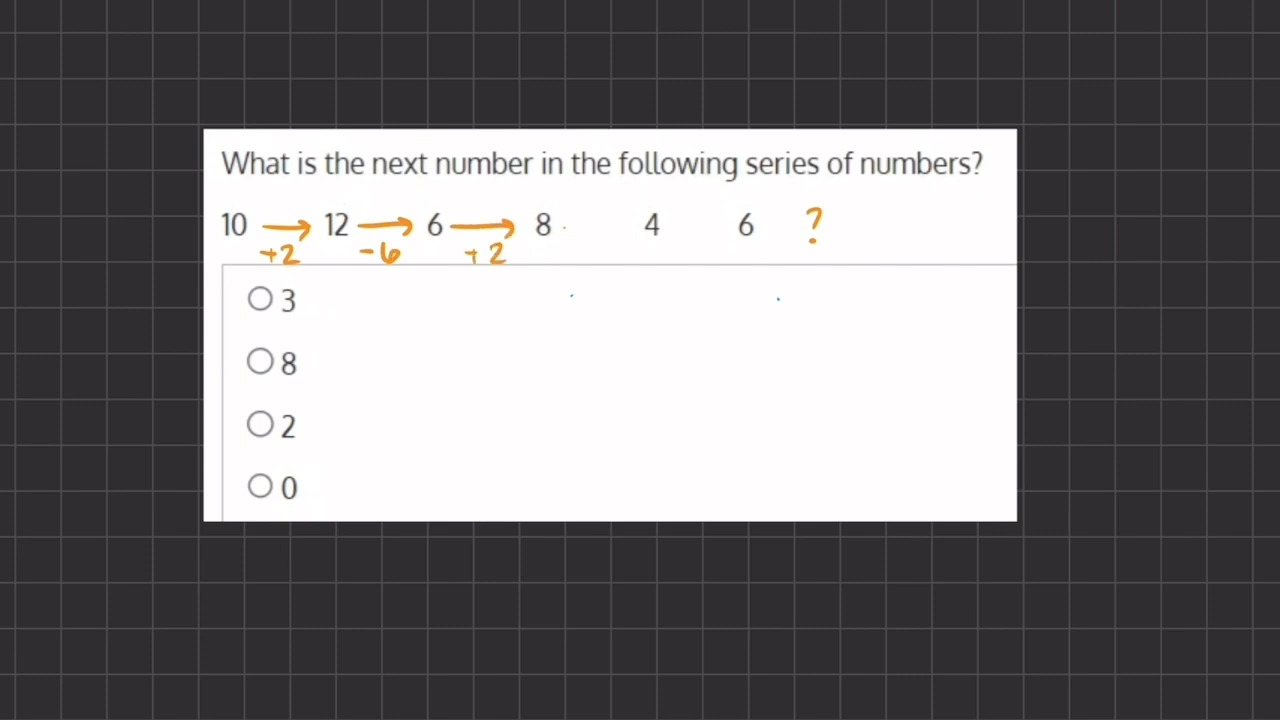 What is the next number in the following series of numbers?
10 → 12 → 6 → 8 4 6 ?
+2 -6 +2
3
8
2
0